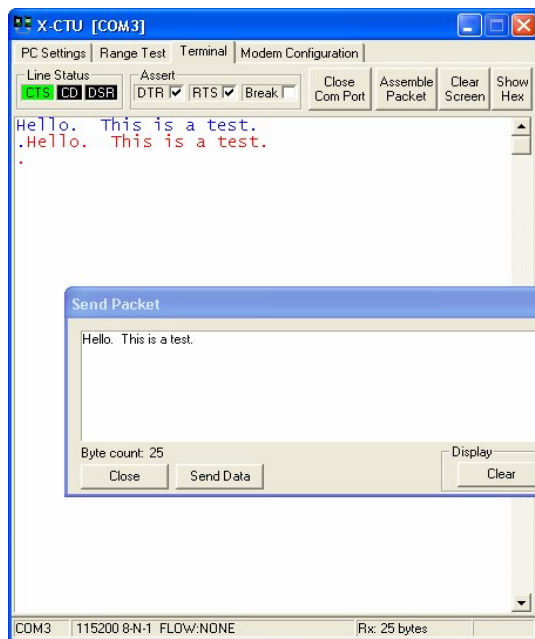 X-CTU [COM3]
PC Settings Range Test Terminal Modem Configuration
Line Status
CTS CD DSR
Assert
DTR RTS Break
Close Com Port
Assemble Packet
Clear Screen
Show Hex
Hello.  This is a test.
.Hello.  This is a test.
.
Send Packet
Hello.  This is a test.
Byte count: 25
Close Send Data
Display
Clear
COM3 115200 8-N-1 FLOW:NONE Rx: 25 bytes